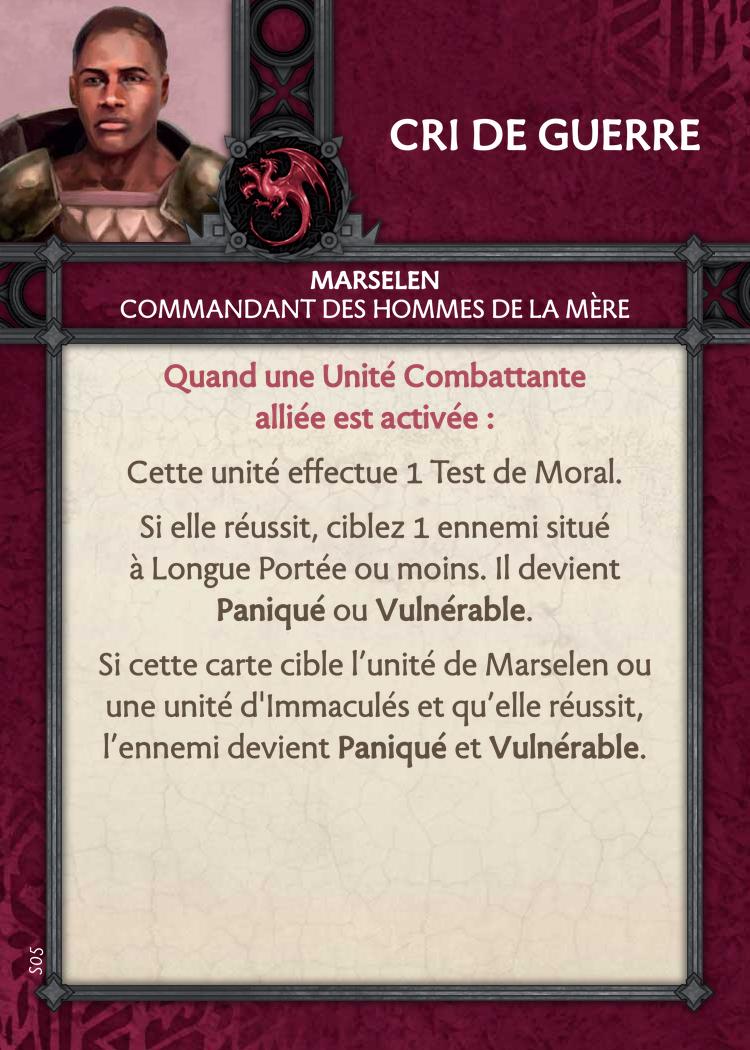 CRI DE GUERRE
MARSELEN
COMMANDANT DES HOMMES DE LA MÈRE
Quand une Unité Combattante
alliée est activée :
Cette unité effectue 1 Test de Moral.
Si elle réussit, ciblez 1 ennemi situé
à Longue Portée ou moins. Il devient
Paniqué ou Vulnérable.
Si cette carte cible l’unité de Marselen ou
une unité d'Immaculés et qu’elle réussit,
l’ennemi devient Paniqué et Vulnérable.
S05